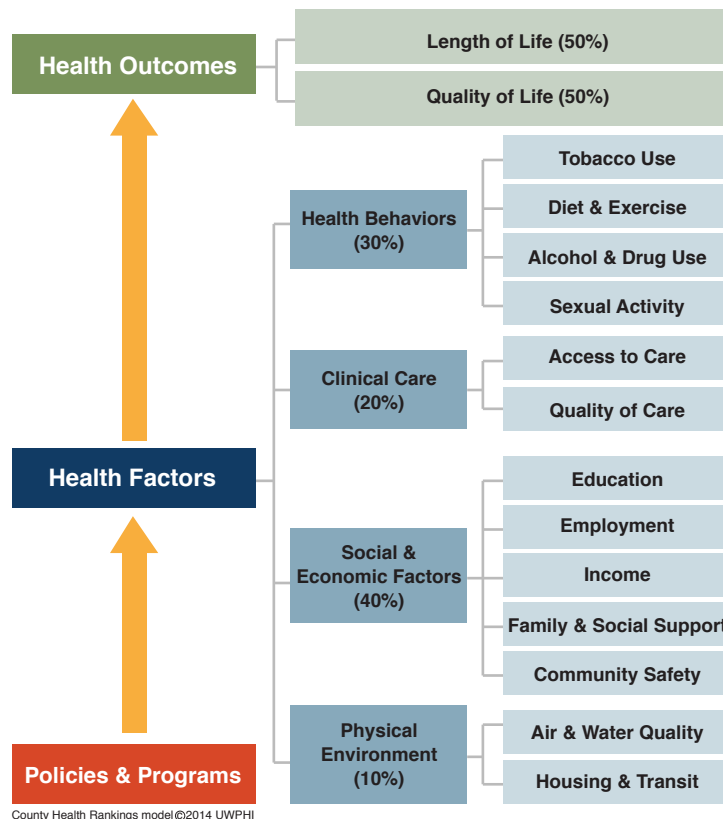 Health Outcomes
Length of Life (50%)
Quality of Life (50%)
Health Behaviors
(30%)
Tobacco Use
Diet & Exercise
Alcohol & Drug Use
Sexual Activity
Clinical Care
(20%)
Access to Care
Quality of Care
Health Factors
Social &
Economic Factors
(40%)
Education
Employment
Income
Family & Social Support
Community Safety
Physical
Environment
(10%)
Air & Water Quality
Housing & Transit
Policies & Programs
County Health Rankings model ©2014 UWPHI